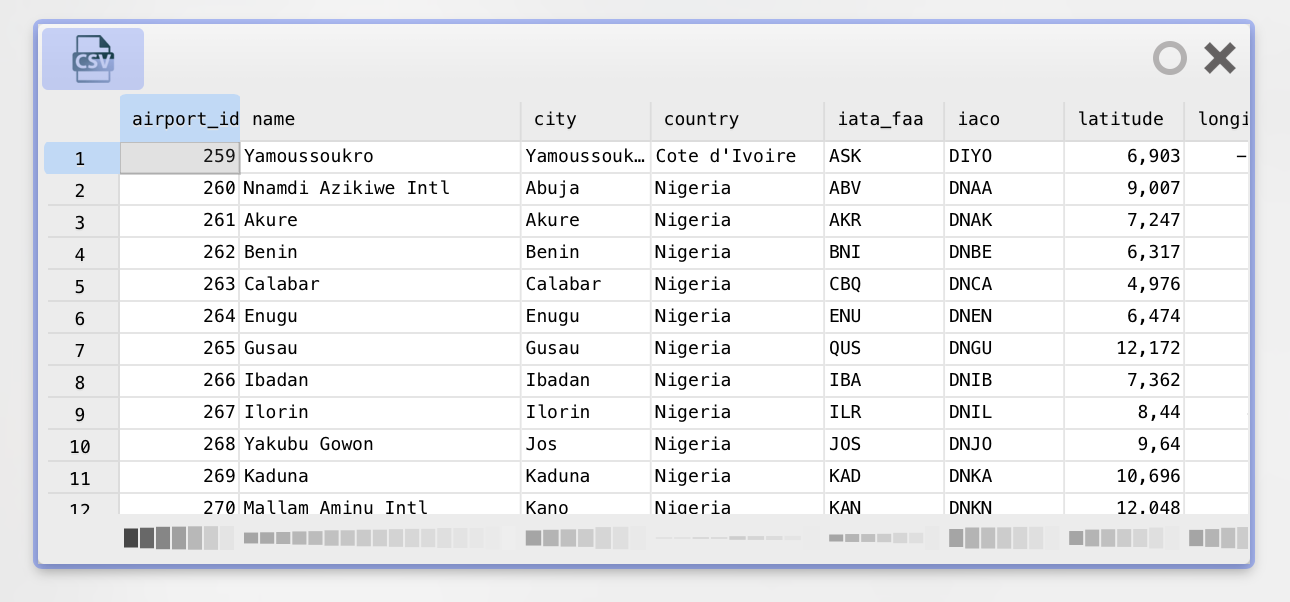 CSV
airport_id name city country iata_faa iaco latitude longi
1 259 Yamoussoukro Yamoussouk… Cote d'Ivoire ASK DIYO 6,903 –
2 260 Nnamdi Azikiwe Intl Abuja Nigeria ABV DNAA 9,007
3 261 Akure Akure Nigeria AKR DNAK 7,247
4 262 Benin Benin Nigeria BNI DNBE 6,317
5 263 Calabar Calabar Nigeria CBQ DNCA 4,976
6 264 Enugu Enugu Nigeria ENU DNEN 6,474
7 265 Gusau Gusau Nigeria QUS DNGU 12,172
8 266 Ibadan Ibadan Nigeria IBA DNIB 7,362
9 267 Ilorin Ilorin Nigeria ILR DNIL 8,44
10 268 Yakubu Gowon Jos Nigeria JOS DNJO 9,64
11 269 Kaduna Kaduna Nigeria KAD DNKA 10,696
12 270 Mallam Aminu Intl Kano Nigeria KAN DNKN 12,048